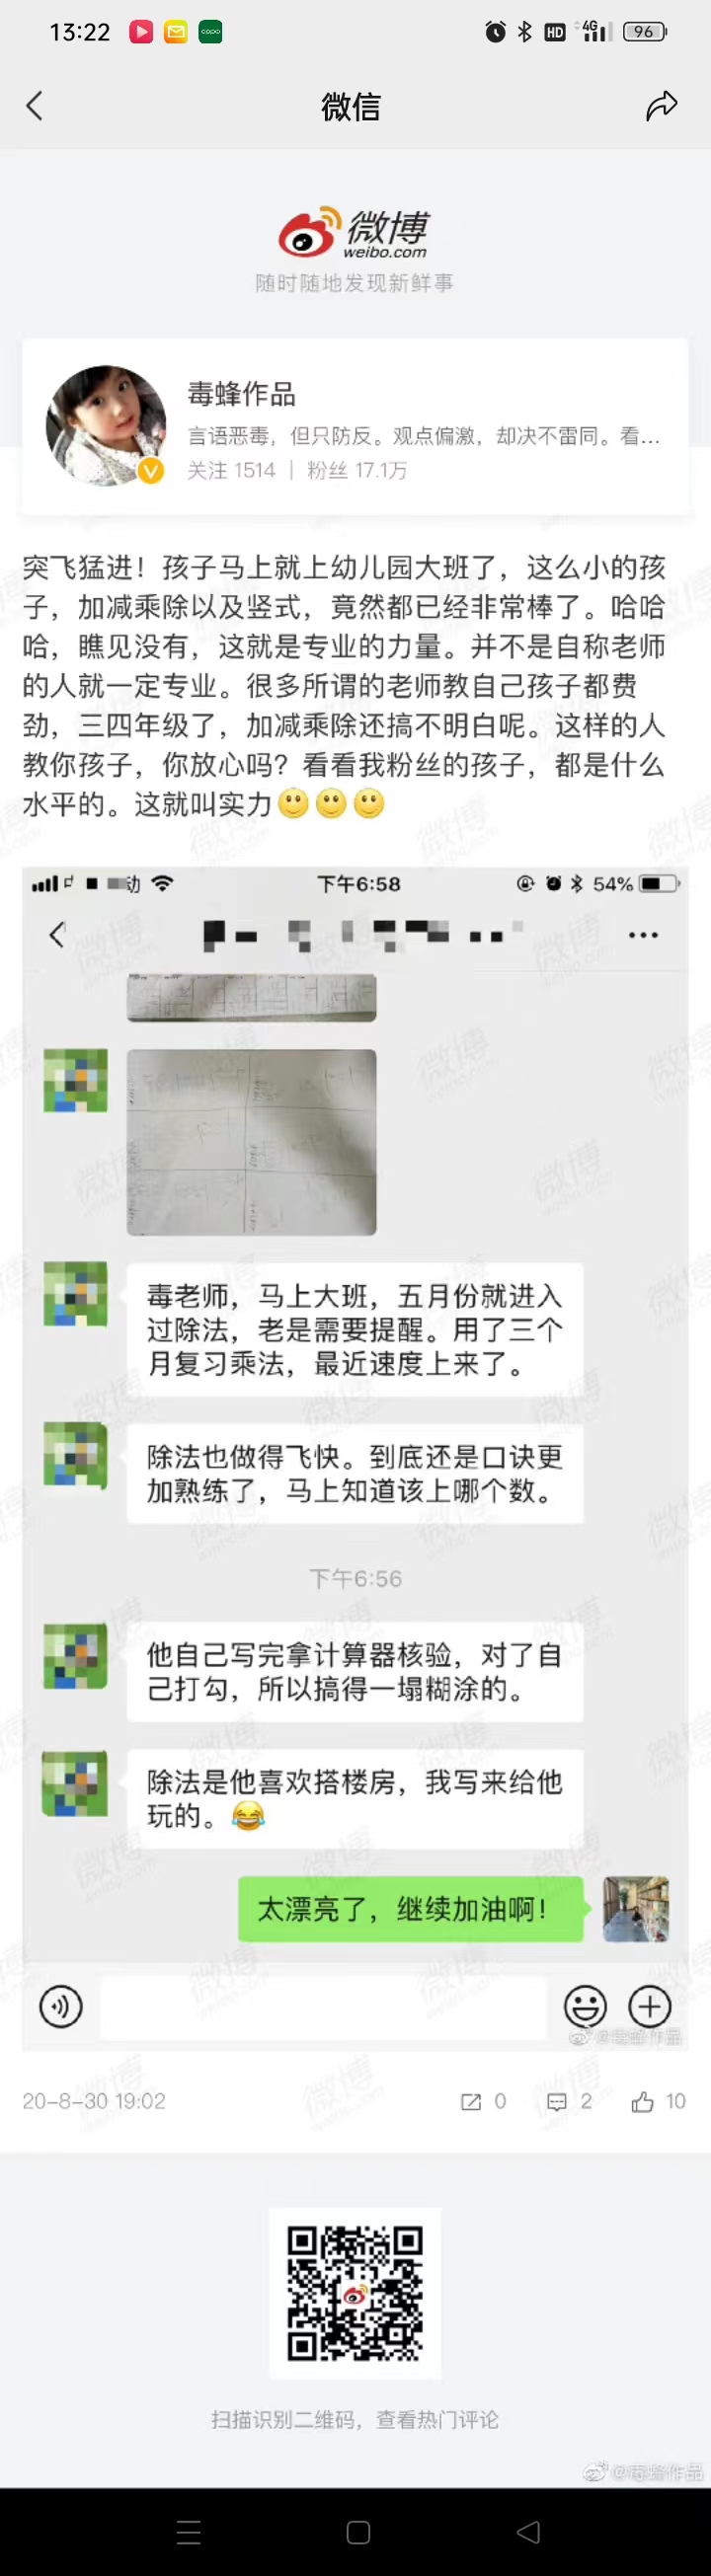 13:22
HD
4G
96
微信
微博
weibo.com
随时随地发现新鲜事
毒蜂作品
言语恶毒，但只防反。观点偏激，却决不雷同。看...
关注 1514 | 粉丝 17.1万
突飞猛进！孩子马上就上幼儿园大班了，这么小的孩
子，加减乘除以及竖式，竟然都已经非常棒了。哈哈
哈，瞧见没有，这就是专业的力量。并不是自称老师
的人就一定专业。很多所谓的老师教自己孩子都费
劲，三四年级了，加减乘除还搞不明白呢。这样的人
教你孩子，你放心吗？看看我粉丝的孩子，都是什么
水平的。这就叫实力🙂🙂🙂
动
下午6:58
54%
毒老师，马上大班，五月份就进入
过除法，老是需要提醒。用了三个
月复习乘法，最近速度上来了。
除法也做得飞快。到底还是口诀更
加熟练了，马上知道该上哪个数。
下午6:56
他自己写完拿计算器核验，对了自
己打勾，所以搞得一塌糊涂的。
除法是他喜欢搭楼房，我写来给他
玩的。😂
太漂亮了，继续加油啊！
@毒蜂作品
20-8-30 19:02
0
2
10
扫描识别二维码，查看热门评论
@毒蜂作品